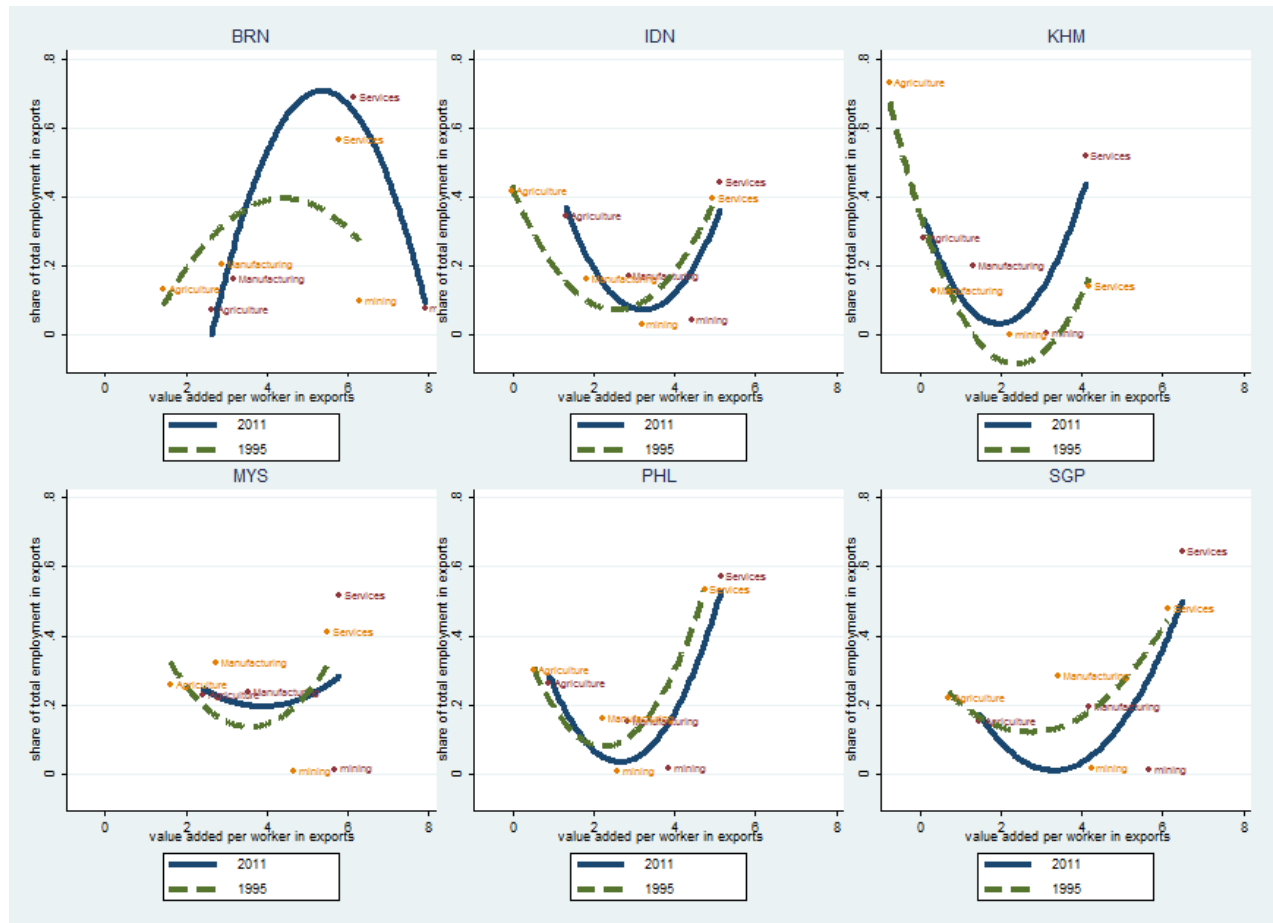 BRN
share of total employment in exports
.8
.6
.4
.2
0
Services
Services
Manufacturing
Manufacturing
Agriculture
Agriculture
mining
m
0 2 4 6 8
value added per worker in exports
2011
1995
IDN
share of total employment in exports
.8
.6
.4
.2
0
Agriculture
Services
Services
Agriculture
Manufacturing
Manufacturing
mining
mining
0 2 4 6 8
value added per worker in exports
2011
1995
KHM
share of total employment in exports
.8
.6
.4
.2
0
Agriculture
Services
Agriculture
Manufacturing
Manufacturing
Services
mining
mining
0 2 4 6 8
value added per worker in exports
2011
1995
MYS
share of total employment in exports
.8
.6
.4
.2
0
Services
Services
Manufacturing
Agriculture
Agriculture
Manufacturing
mining
mining
0 2 4 6 8
value added per worker in exports
2011
1995
PHL
share of total employment in exports
.8
.6
.4
.2
0
Services
Services
Agriculture
Agriculture
Manufacturing
Manufacturing
mining
mining
0 2 4 6 8
value added per worker in exports
2011
1995
SGP
share of total employment in exports
.8
.6
.4
.2
0
Services
Services
Manufacturing
Agriculture
Manufacturing
Agriculture
mining
mining
0 2 4 6 8
value added per worker in exports
2011
1995